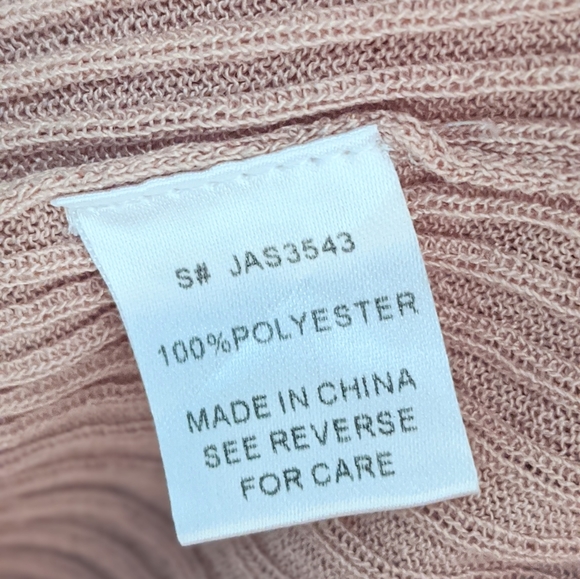 S# JAS3543
100%POLYESTER
MADE IN CHINA
SEE REVERSE
FOR CARE